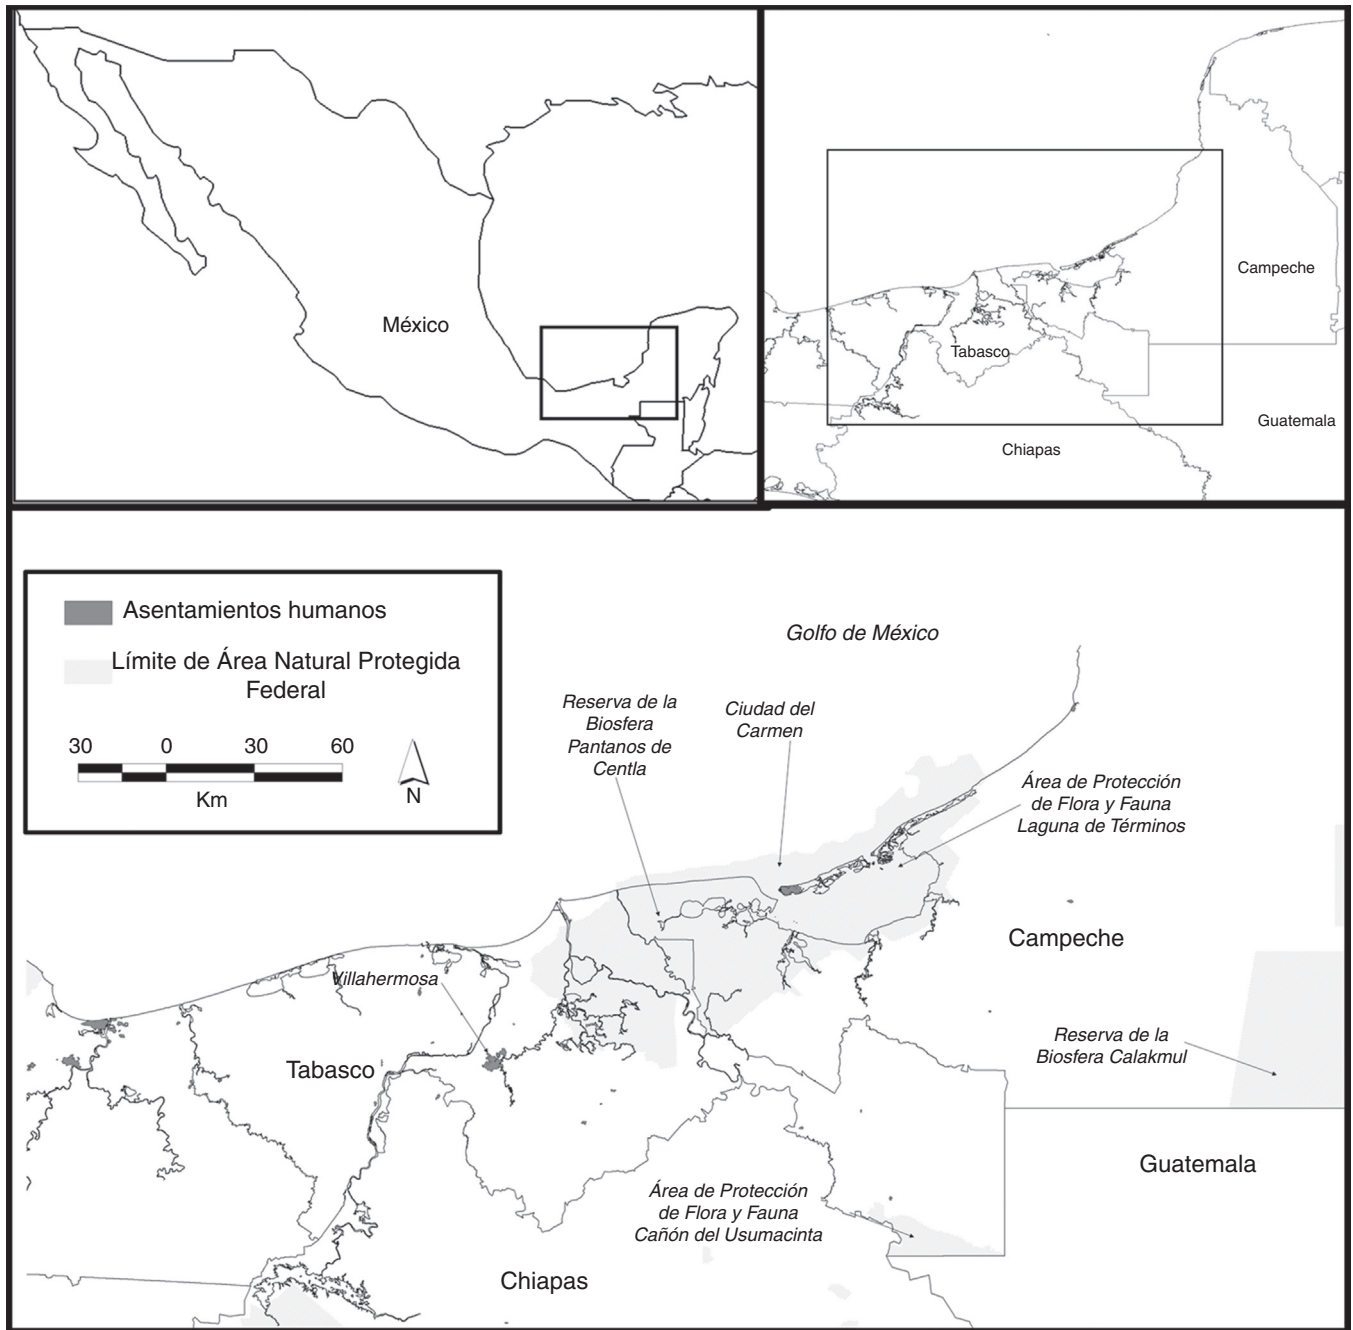 México
Campeche
Tabasco
Guatemala
Chiapas
Asentamientos humanos
Límite de Área Natural Protegida
Federal
30 0 30 60
Km
N
Golfo de México
Reserva de la
Biosfera
Pantanos de
Centla
Ciudad del
Carmen
Área de Protección
de Flora y Fauna
Laguna de Términos
Campeche
Villahermosa
Tabasco
Reserva de la
Biosfera Calakmul
Guatemala
Área de Protección
de Flora y Fauna
Cañón del Usumacinta
Chiapas